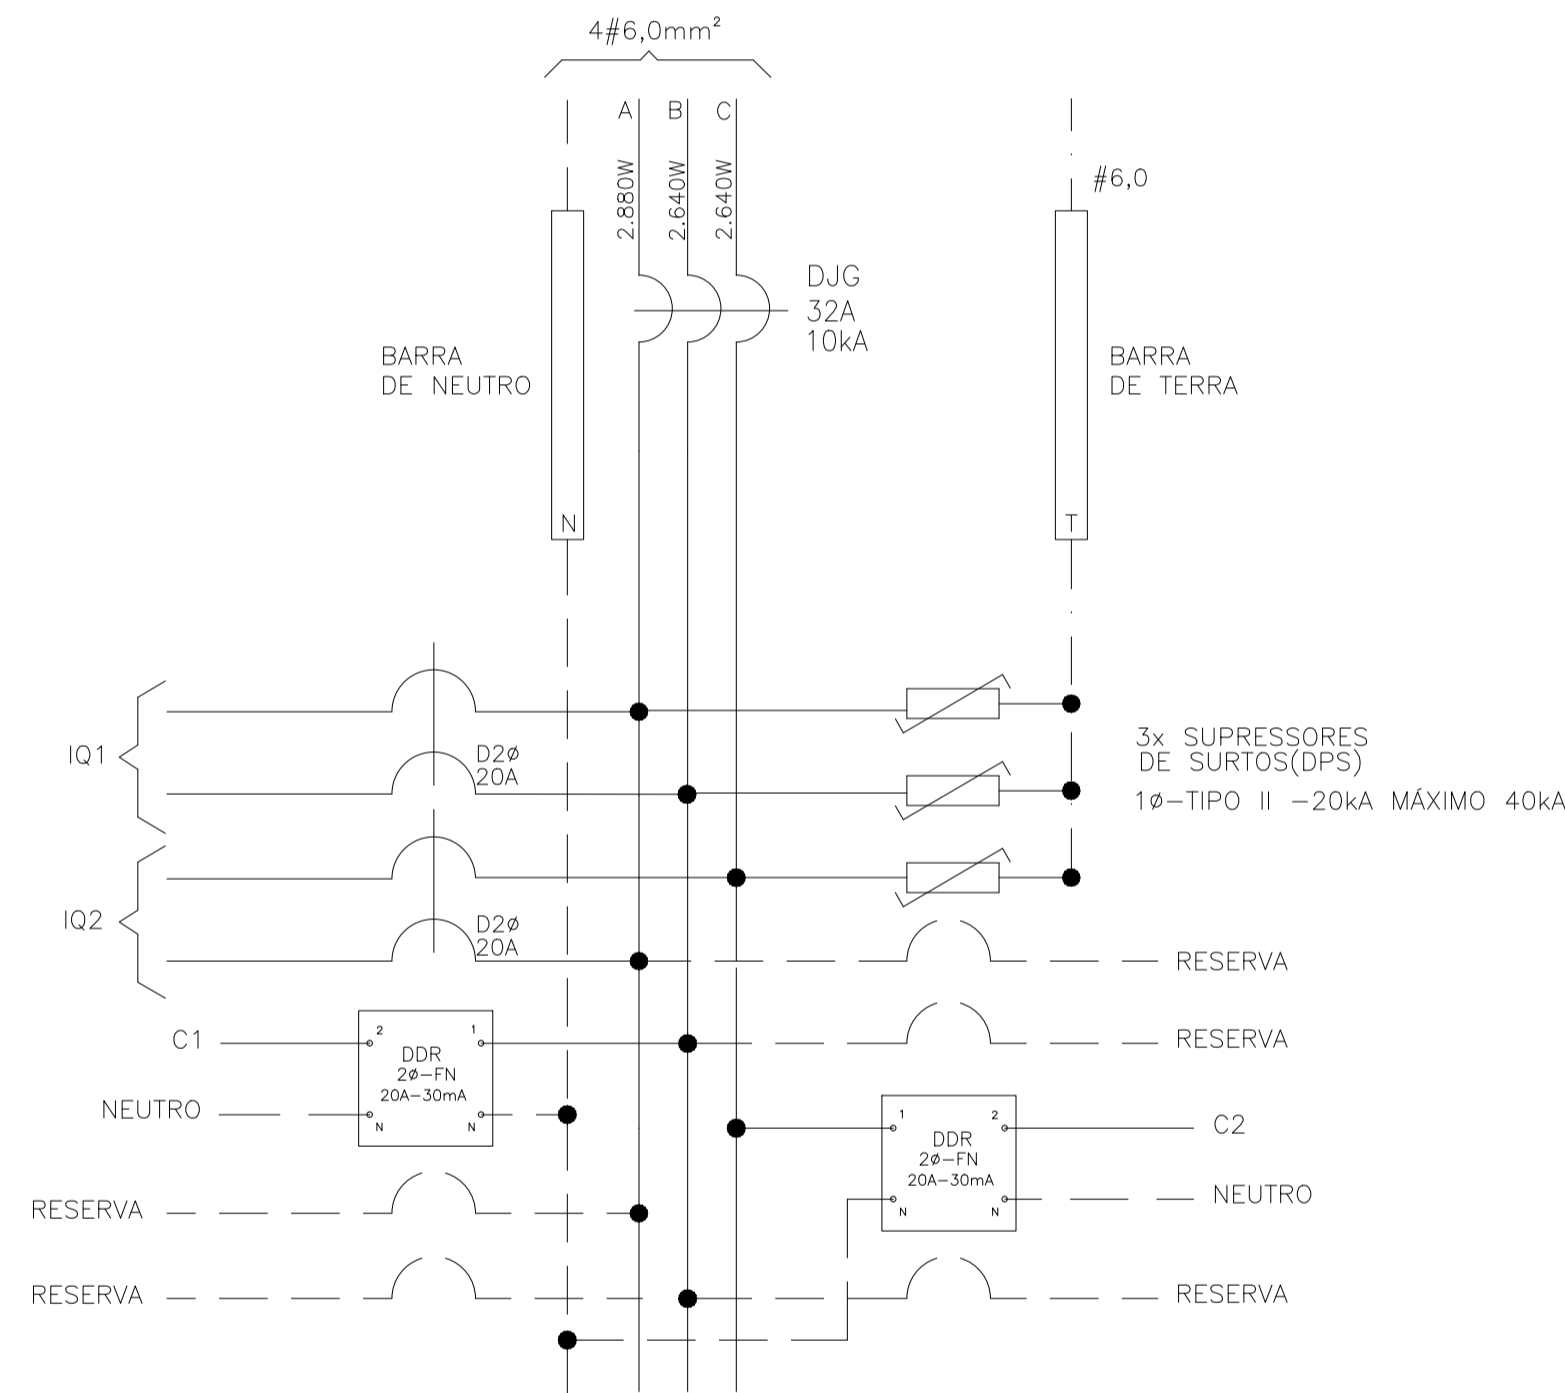 4#6,0mm²
A B C
2.880W
2.640W
2.640W
#6,0
DJG
32A
10kA
BARRA
DE NEUTRO
BARRA
DE TERRA
N
T
IQ1
D2ø
20A
3x SUPRESSORES
DE SURTOS(DPS)
1ø-TIPO II -20kA MÁXIMO 40kA
IQ2
D2ø
20A
RESERVA
C1
2 1
DDR
2ø-FN
20A-30mA
N N
NEUTRO
RESERVA
1 2
DDR
2ø-FN
20A-30mA
N N
C2
NEUTRO
RESERVA
RESERVA
RESERVA